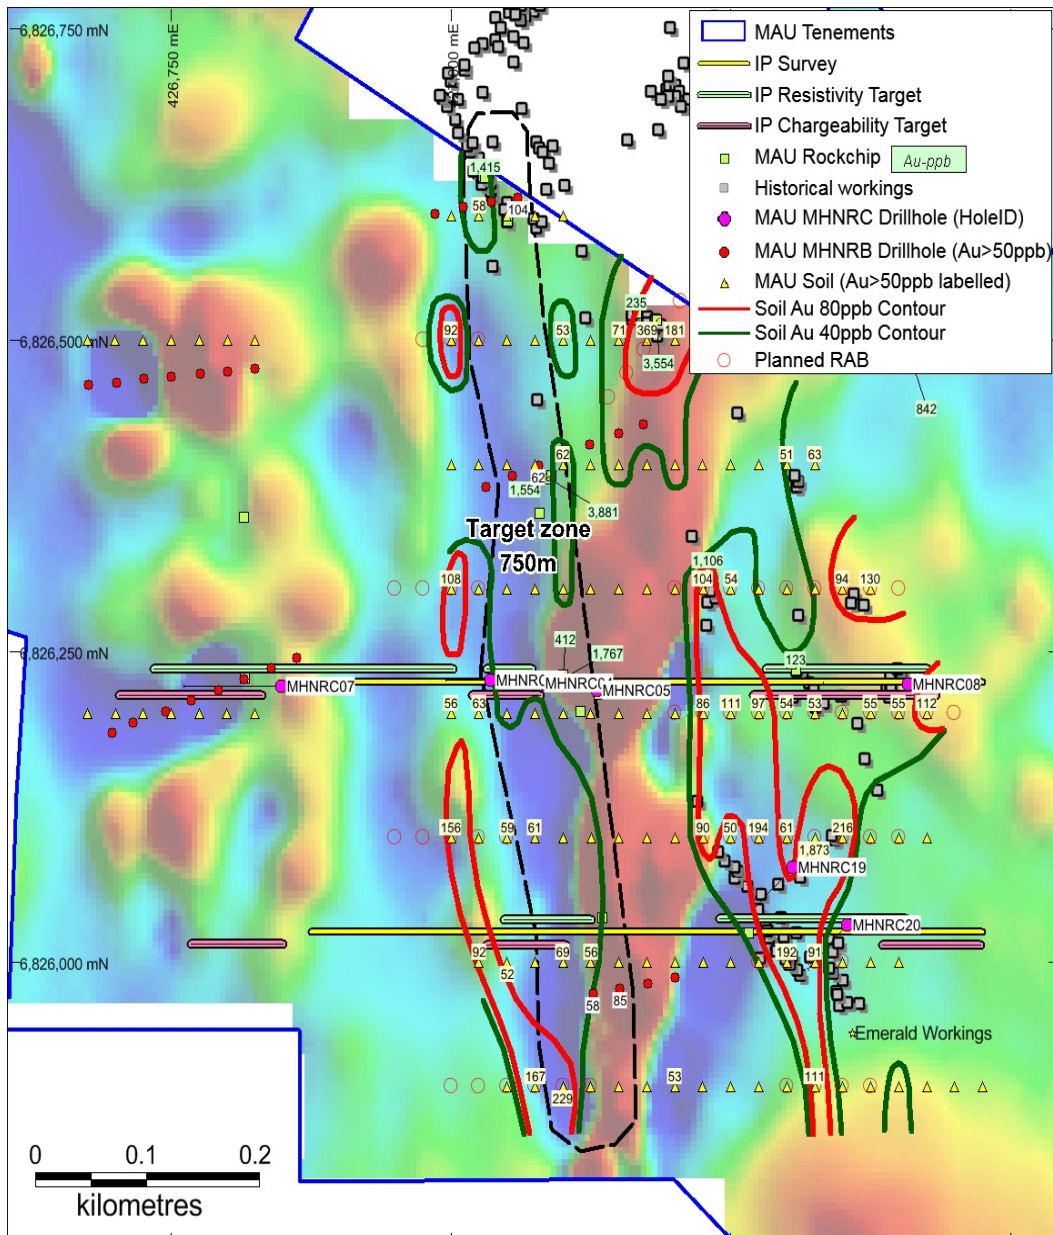 6,826,750 mN
426,750 mE
MAU Tenements
IP Survey
IP Resistivity Target
IP Chargeability Target
MAU Rockchip
Au-ppb
Historical workings
MAU MHNRC Drillhole (HoleID)
MAU MHNRB Drillhole (Au>50ppb)
MAU Soil (Au>50ppb labelled)
Soil Au 80ppb Contour
Soil Au 40ppb Contour
Planned RAB
1,415
58
104
235
6,826,500 mN
92
53
71
369
181
3,554
842
62
51
63
62
1,554
3,881
Target zone
750m
1,106
108
104
54
94
130
412
6,826,250 mN
1,767
123
MHNRC07
MHNRC04
MHNRC05
MHNRC08
56
63
86
111
97
54
53
55
55
112
156
59
61
90
50
194
61
216
1,873
MHNRC19
MHNRC20
92
52
69
56
192
91
6,826,000 mN
58
85
Emerald Workings
167
229
53
111
0 0.1 0.2
kilometres